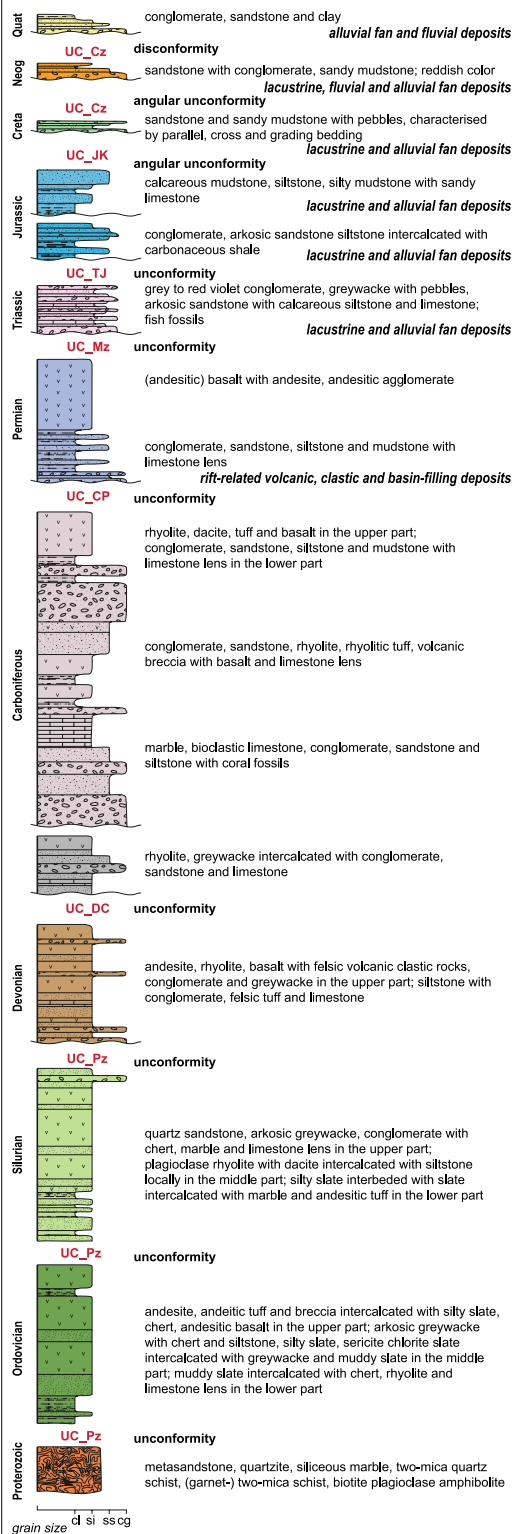 Quat
conglomerate, sandstone and clay
alluvial fan and fluvial deposits
UC_Cz
disconformity
Neog
sandstone with conglomerate, sandy mudstone; reddish color
lacustrine, fluvial and alluvial fan deposits
UC_Cz
angular unconformity
Creta
sandstone and sandy mudstone with pebbles, characterised
by parallel, cross and grading bedding
lacustrine and alluvial fan deposits
UC_JK
angular unconformity
Jurassic
calcareous mudstone, siltstone, silty mudstone with sandy
limestone
lacustrine and alluvial fan deposits
conglomerate, arkosic sandstone siltstone intercalcated with
carbonaceous shale
lacustrine and alluvial fan deposits
UC_TJ
unconformity
Triassic
grey to red violet conglomerate, greywacke with pebbles,
arkosic sandstone with calcareous siltstone and limestone;
fish fossils
lacustrine and alluvial fan deposits
UC_Mz
unconformity
Permian
(andesitic) basalt with andesite, andesitic agglomerate
conglomerate, sandstone, siltstone and mudstone with
limestone lens
rift-related volcanic, clastic and basin-filling deposits
UC_CP
unconformity
Carboniferous
rhyolite, dacite, tuff and basalt in the upper part;
conglomerate, sandstone, siltstone and mudstone with
limestone lens in the lower part
conglomerate, sandstone, rhyolite, rhyolitic tuff, volcanic
breccia with basalt and limestone lens
marble, bioclastic limestone, conglomerate, sandstone and
siltstone with coral fossils
rhyolite, greywacke intercalcated with conglomerate,
sandstone and limestone
UC_DC
unconformity
Devonian
andesite, rhyolite, basalt with felsic volcanic clastic rocks,
conglomerate and greywacke in the upper part; siltstone with
conglomerate, felsic tuff and limestone
UC_Pz
unconformity
Silurian
quartz sandstone, arkosic greywacke, conglomerate with
chert, marble and limestone lens in the upper part;
plagioclase rhyolite with dacite intercalcated with siltstone
locally in the middle part; silty slate interbeded with slate
intercalcated with marble and andesitic tuff in the lower part
UC_Pz
unconformity
Ordovician
andesite, andeitic tuff and breccia intercalcated with silty slate,
chert, andesitic basalt in the upper part; arkosic greywacke
with chert and siltstone, silty slate, sericite chlorite slate
intercalcated with greywacke and muddy slate in the middle
part; muddy slate intercalcated with chert, rhyolite and
limestone lens in the lower part
UC_Pz
unconformity
Proterozoic
metasandstone, quartzite, siliceous marble, two-mica quartz
schist, (garnet-) two-mica schist, biotite plagioclase amphibolite
cl si ss cg
grain size